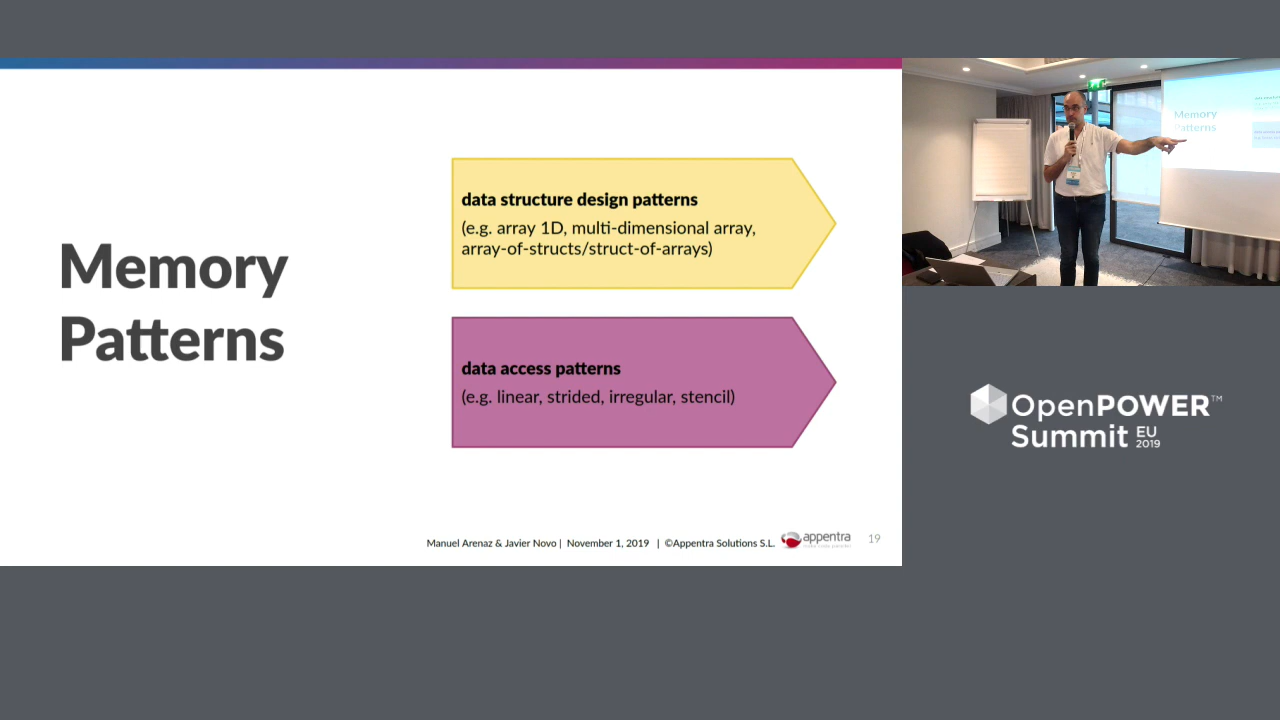 Memory
Patterns
data structure design patterns
(e.g. array 1D, multi-dimensional array,
array-of-structs/struct-of-arrays)
data access patterns
(e.g. linear, strided, irregular, stencil)
Manuel Arenaz & Javier Novo | November 1, 2019 | ©Appentra Solutions S.L.
appentra
19
Memory
Patterns
OpenPOWER™
Summit EU
2019